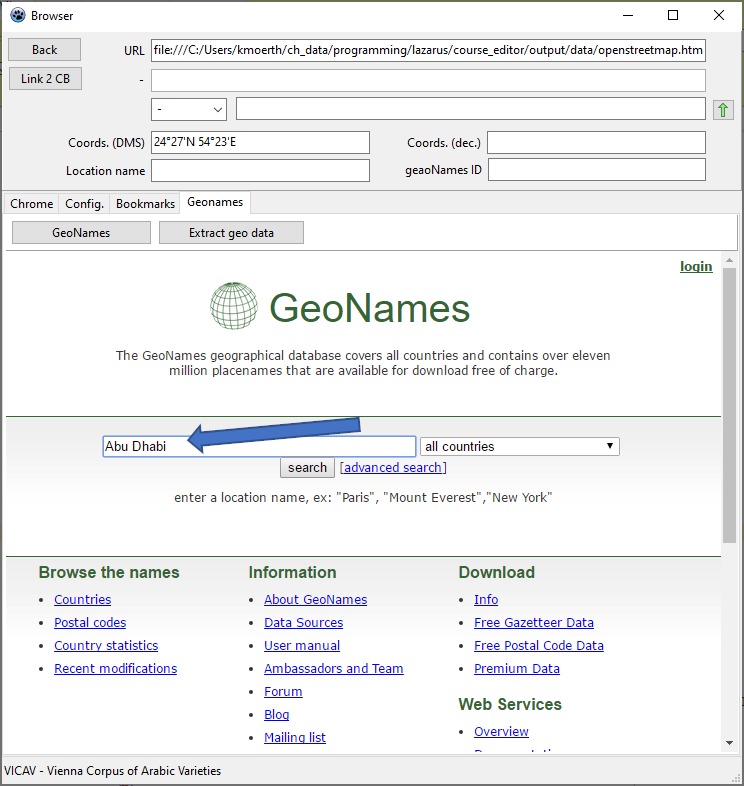 Browser
Back
URL
file:///C:/Users/kmoerth/ch_data/programming/lazarus/course_editor/output/data/openstreetmap.htm
Link 2 CB
-
-
Coords. (DMS)
24°27'N 54°23'E
Coords. (dec.)
Location name
geaoNames ID
Chrome
Config.
Bookmarks
Geonames
GeoNames
Extract geo data
login
GeoNames
The GeoNames geographical database covers all countries and contains over eleven
million placenames that are available for download free of charge.
Abu Dhabi
all countries
search
[advanced search]
enter a location name, ex: "Paris", "Mount Everest","New York"
Browse the names
Countries
Postal codes
Country statistics
Recent modifications
Information
About GeoNames
Data Sources
User manual
Ambassadors and Team
Forum
Blog
Mailing list
Download
Info
Free Gazetteer Data
Free Postal Code Data
Premium Data
Web Services
Overview
VICAV - Vienna Corpus of Arabic Varieties